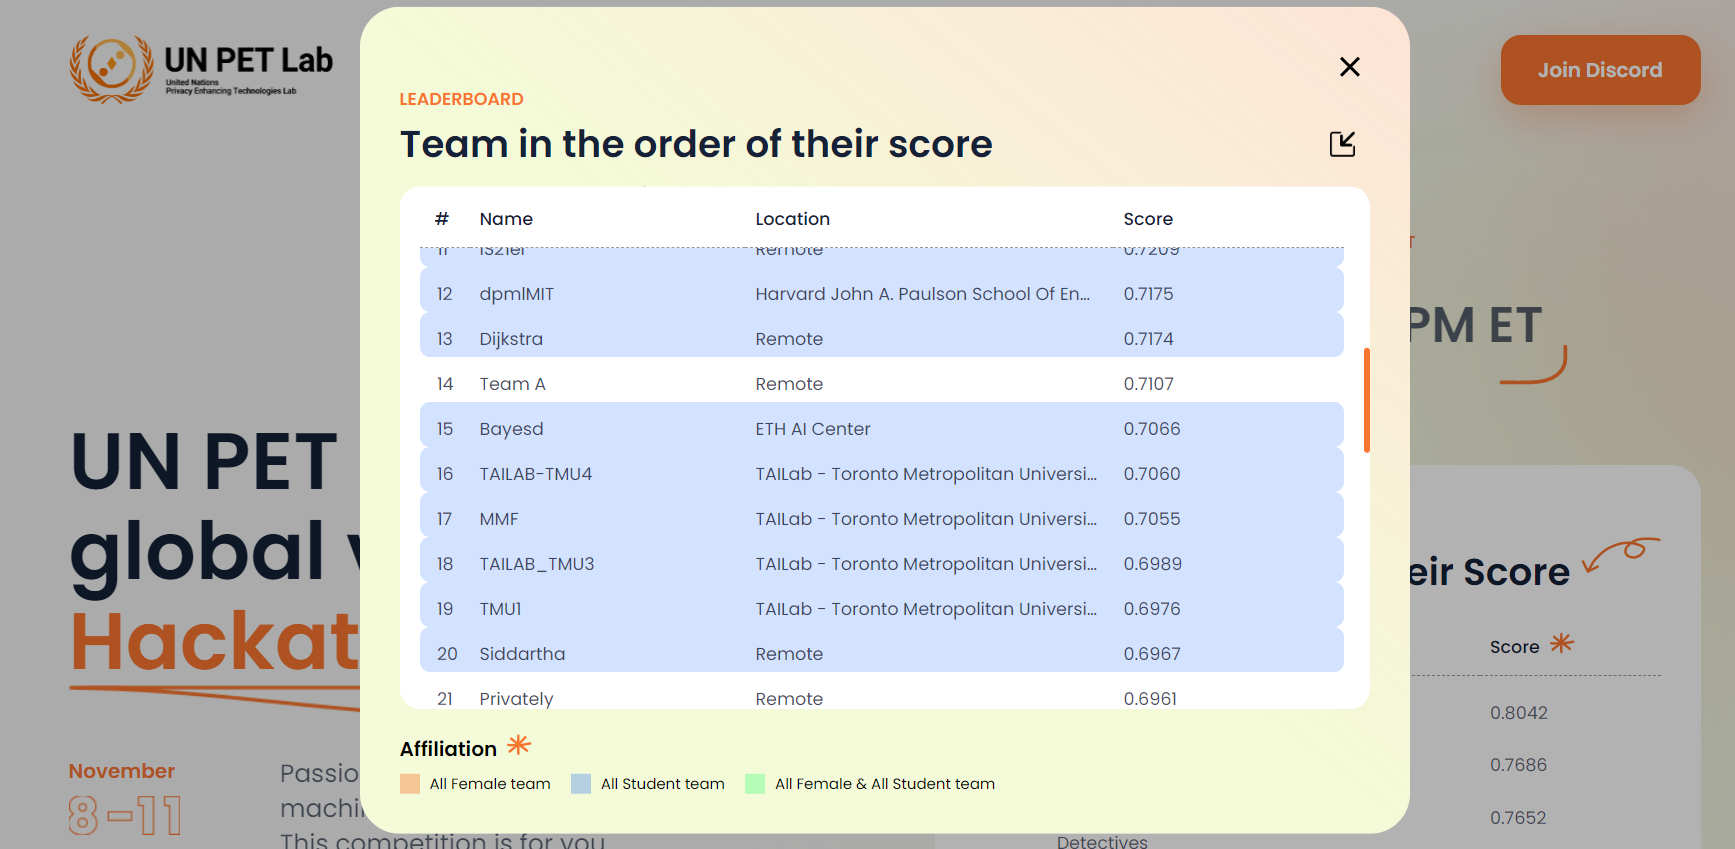 UN PET Lab
United Nations
Privacy Enhancing Technologies Lab
Join Discord
LEADERBOARD
Team in the order of their score
# Name Location Score
11 IS21er Remote 0.7209
12 dpmlMIT Harvard John A. Paulson School Of En... 0.7175
13 Dijkstra Remote 0.7174
14 Team A Remote 0.7107
15 Bayesd ETH AI Center 0.7066
16 TAILAB-TMU4 TAILab - Toronto Metropolitan Universi... 0.7060
17 MMF TAILab - Toronto Metropolitan Universi... 0.7055
18 TAILAB_TMU3 TAILab - Toronto Metropolitan Universi... 0.6989
19 TMU1 TAILab - Toronto Metropolitan Universi... 0.6976
20 Siddartha Remote 0.6967
21 Privately Remote 0.6961
Affiliation
All Female team All Student team All Female & All Student team
PM ET
UN PET
global
Hackat
November
8-11
Passio
machi
This competition is for you
eir Score
Score
0.8042
0.7686
0.7652
Detectives